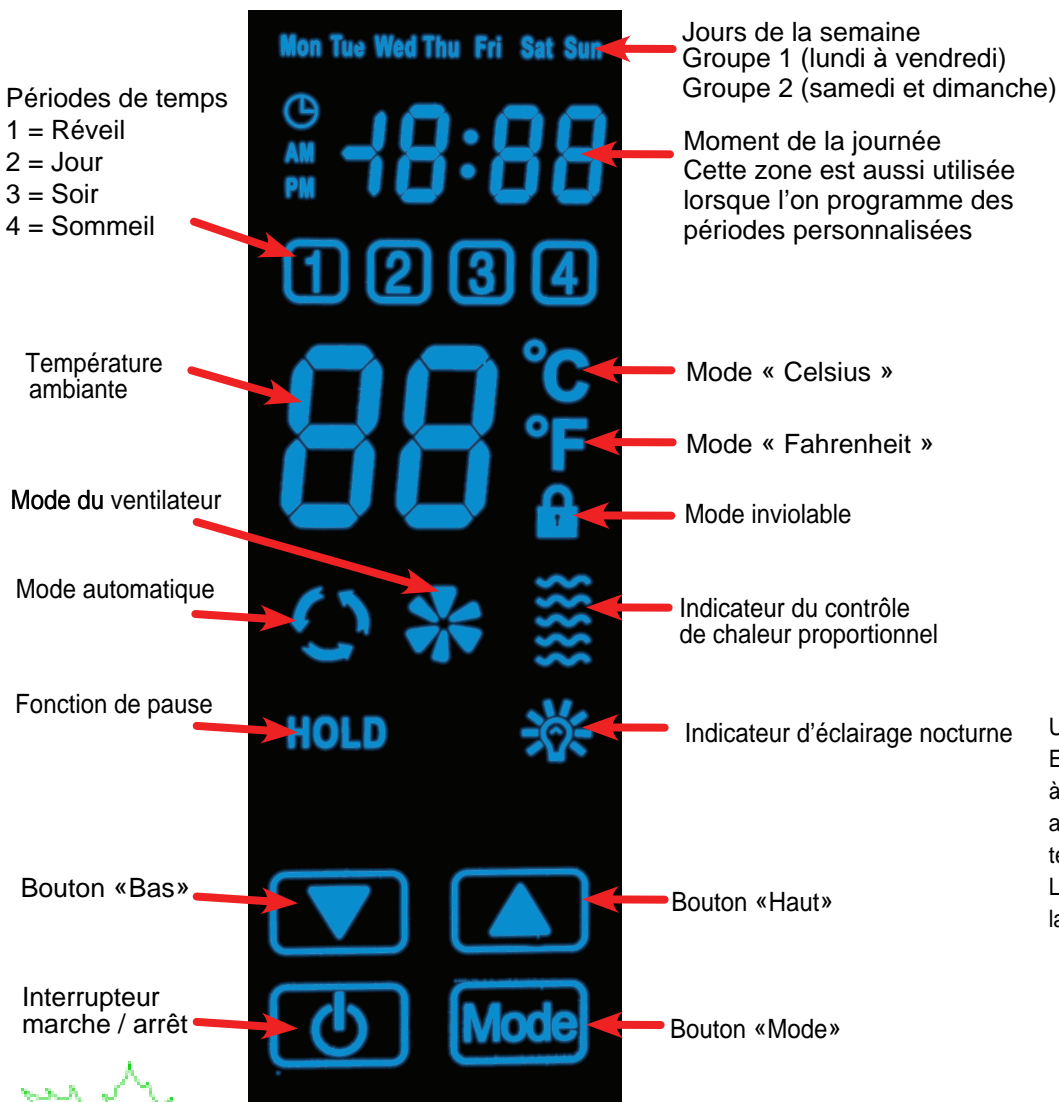 Mon Tue Wed Thu Fri Sat Sun
Jours de la semaine
Groupe 1 (lundi à vendredi)
Groupe 2 (samedi et dimanche)
Périodes de temps
1 = Réveil
2 = Jour
3 = Soir
4 = Sommeil
AM
PM
18:88
Moment de la journée
Cette zone est aussi utilisée
lorsque l'on programme des
périodes personnalisées
1 2 3 4
Température
ambiante
88
°C
Mode « Celsius »
°F
Mode « Fahrenheit »
Mode du ventilateur
Mode inviolable
Mode automatique
Indicateur du contrôle
de chaleur proportionnel
Fonction de pause
HOLD
Indicateur d'éclairage nocturne
Bouton «Bas»
Bouton «Haut»
Interrupteur
marche / arrêt
Mode
Bouton «Mode»